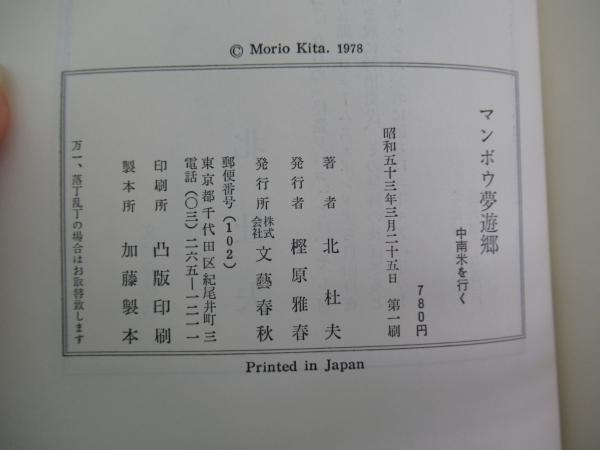 © Morio Kita. 1978
マンボウ夢遊郷
中南米を行く
780円
昭和五十三年三月二十五日 第一刷
著者 北杜夫
発行者 樫原雅春
発行所 株式会社 文藝春秋
郵便番号(102)
東京都千代田区紀尾井町三
電話(〇三)二六五―一二一一
印刷所 凸版印刷
製本所 加藤製本
万一、落丁乱丁の場合はお取替致します
Printed in Japan